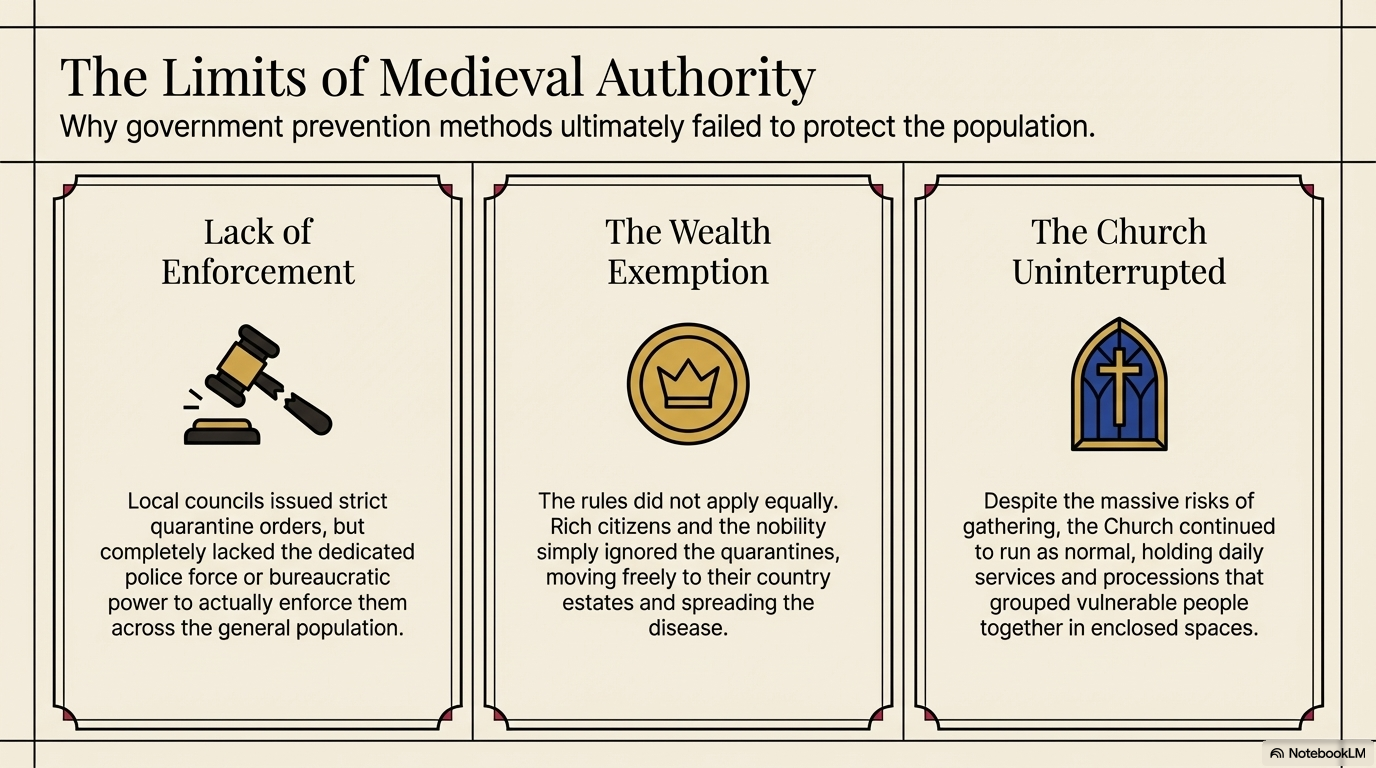 The Limits of Medieval Authority
Why government prevention methods ultimately failed to protect the population.
Lack of
Enforcement
Local councils issued strict
quarantine orders, but
completely lacked the dedicated
police force or bureaucratic
power to actually enforce them
across the general population.
The Wealth
Exemption
The rules did not apply equally.
Rich citizens and the nobility
simply ignored the quarantines,
moving freely to their country
estates and spreading the
disease.
The Church
Uninterrupted
Despite the massive risks of
gathering, the Church continued
to run as normal, holding daily
services and processions that
grouped vulnerable people
together in enclosed spaces.
NotebookLM